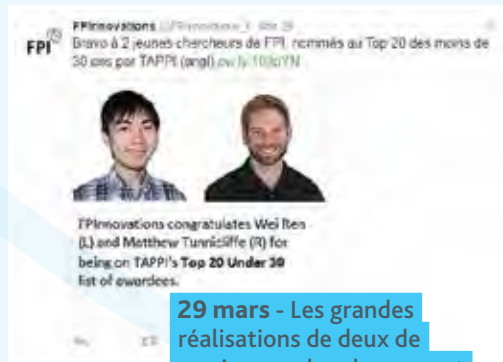 FPInnovations
FPI
Bravo à 2 jeunes chercheurs de FPI, nommés au Top 20 des moins de
30 ans par TAPPI (angl)
FPInnovations congratulates Wei Ren
(L) and Matthew Tunnicliffe (R) for
being on TAPPI's Top 20 Under 30
list of awardees.
29 mars - Les grandes
réalisations de deux de